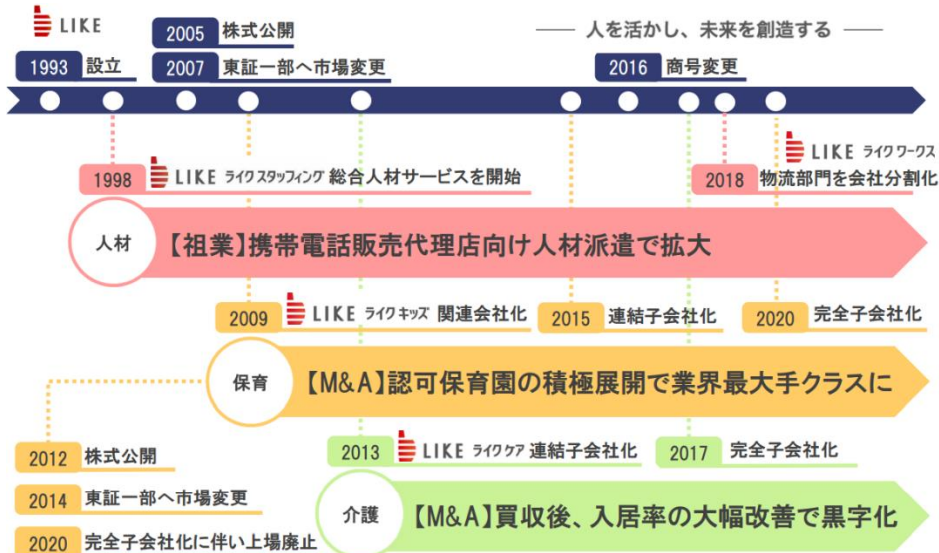 LIKE
2005 株式公開
人を活かし、未来を創造する
1993 設立
2007 東証一部へ市場変更
2016 商号変更
LIKE ライクワークス
1998 LIKE ライクスタッフィング 総合人材サービスを開始
2018 物流部門を会社分割化
人材
【祖業】携帯電話販売代理店向け人材派遣で拡大
2009 LIKE ライクキッズ 関連会社化
2015 連結子会社化
2020 完全子会社化
保育
【M&A】認可保育園の積極展開で業界最大手クラスに
2012 株式公開
2013 LIKE ライクケア 連結子会社化
2017 完全子会社化
2014 東証一部へ市場変更
介護
【M&A】買収後、入居率の大幅改善で黒字化
2020 完全子会社化に伴い上場廃止